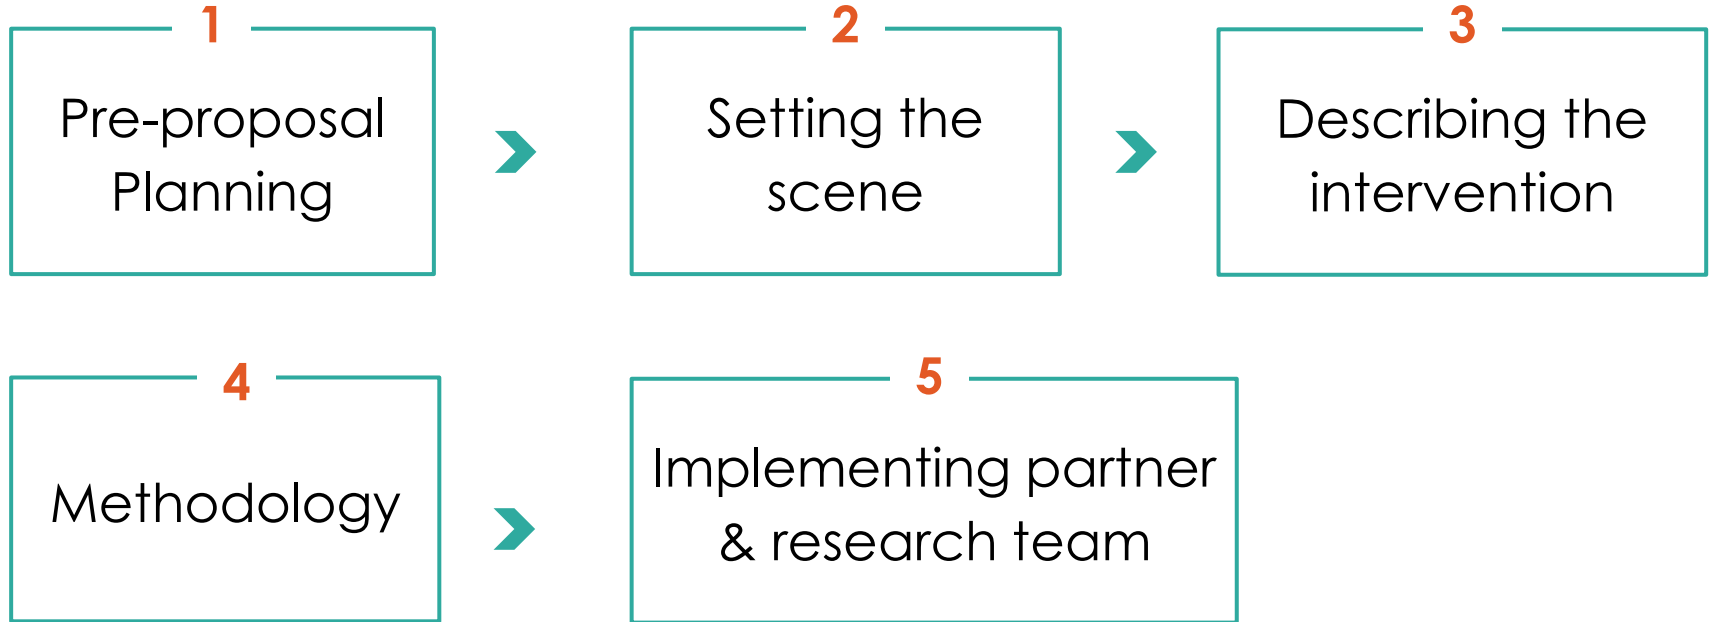 1
Pre-proposal
Planning
2
Setting the
scene
3
Describing the
intervention
4
Methodology
5
Implementing partner
& research team